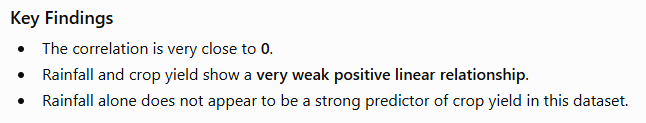 Key Findings
• The correlation is very close to 0.
• Rainfall and crop yield show a very weak positive linear relationship.
• Rainfall alone does not appear to be a strong predictor of crop yield in this dataset.